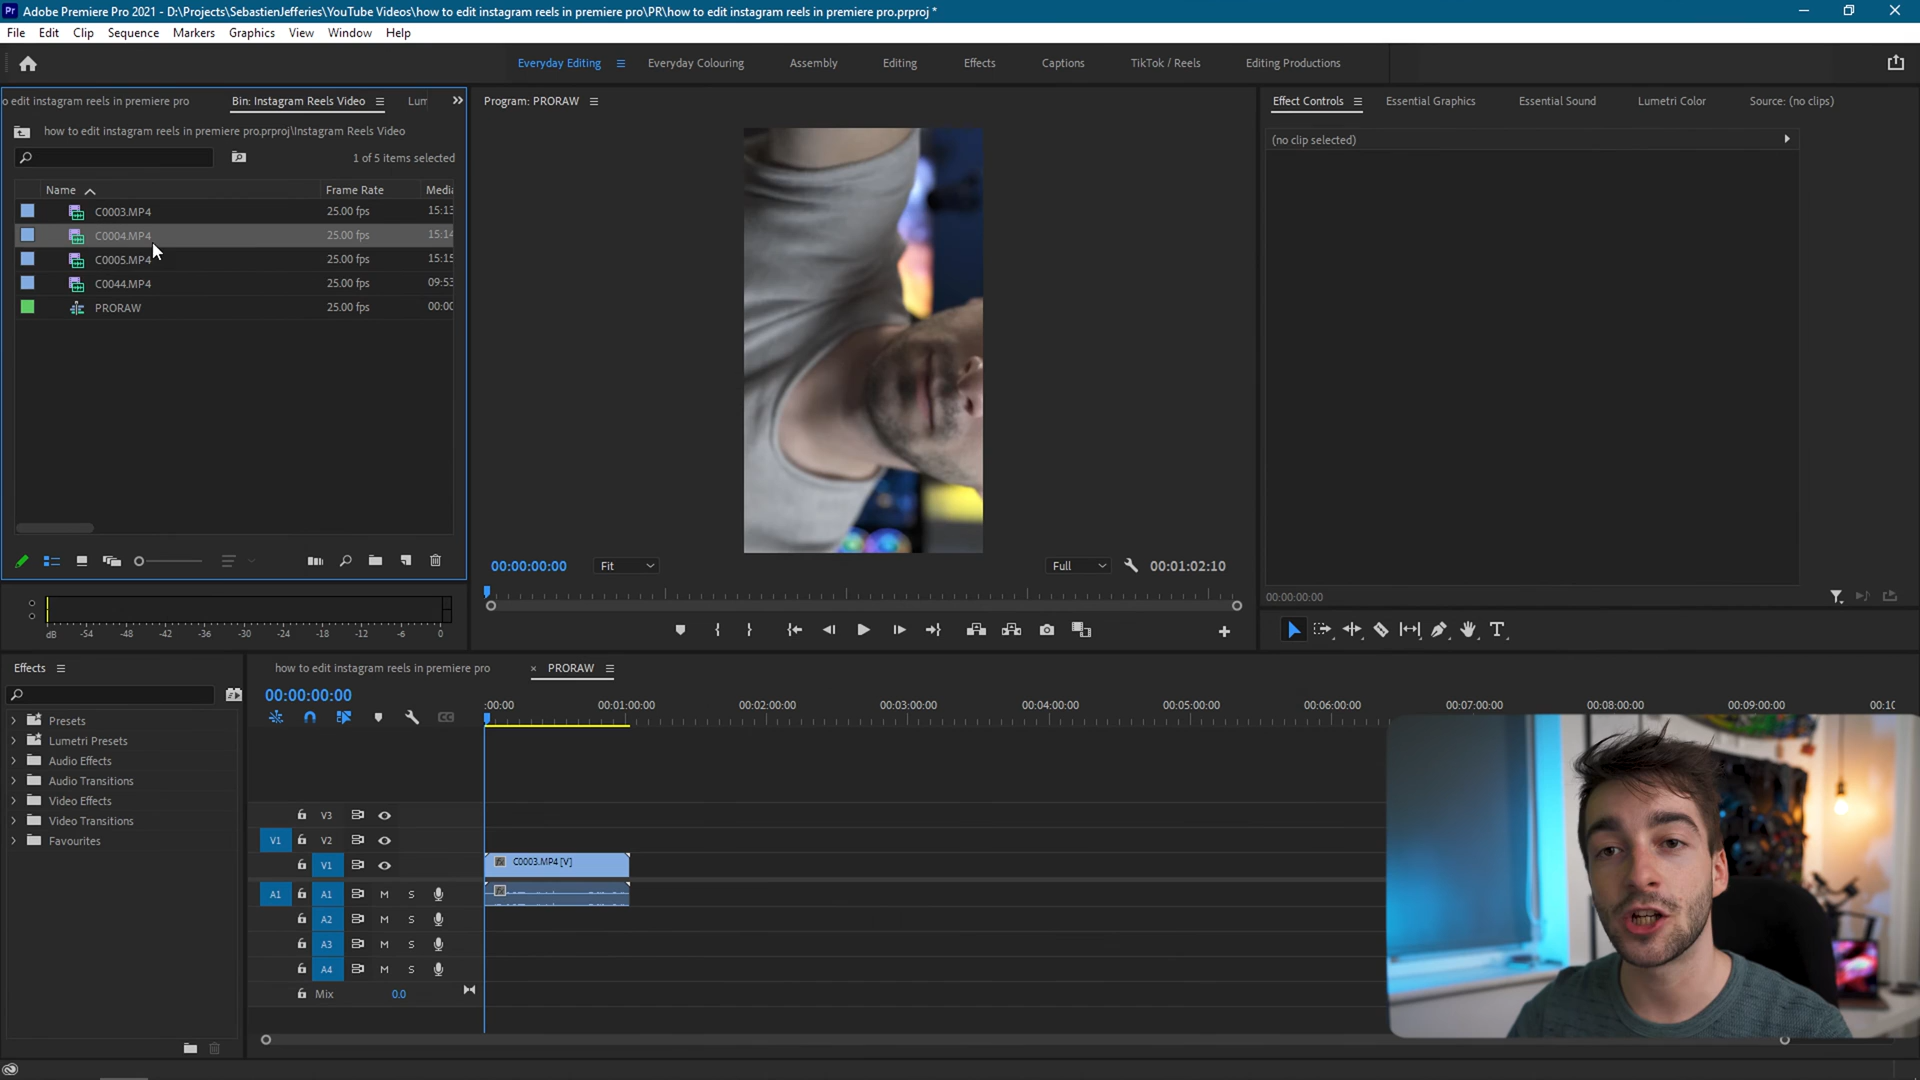 Pr Adobe Premiere Pro 2021 - D:\Projects\SebastienJefferies\YouTube Videos\how to edit instagram reels in premiere pro\PR\how to edit instagram reels in premiere pro.prproj *
File Edit Clip Sequence Markers Graphics View Window Help
Everyday Editing Everyday Colouring Assembly Editing Effects Captions TikTok / Reels Editing Productions
o edit instagram reels in premiere pro Bin: Instagram Reels Video Lum
Program: PRORAW
Effect Controls Essential Graphics Essential Sound Lumetri Color Source: (no clips)
how to edit instagram reels in premiere pro.prproj\Instagram Reels Video
(no clip selected)
1 of 5 items selected
Name Frame Rate Media
C0003.MP4 25.00 fps 15:13
C0004.MP4 25.00 fps 15:14
C0005.MP4 25.00 fps 15:15
C0044.MP4 25.00 fps 09:53
PRORAW 25.00 fps 00:00
00:00:00:00 Fit Full 00:01:02:10
00:00:00:00
dB -54 -48 -42 -36 -30 -24 -18 -12 -6 0
Effects
how to edit instagram reels in premiere pro × PRORAW
00:00:00:00
:00:00 00:01:00:00 00:02:00:00 00:03:00:00 00:04:00:00 00:05:00:00 00:06:00:00 00:07:00:00 00:08:00:00 00:09:00:00 00:10
Presets
Lumetri Presets
Audio Effects
Audio Transitions
Video Effects
Video Transitions
Favourites
V3
V1 V2
V1 C0003.MP4 [V]
A1 A1 M S
A2 M S
A3 M S
A4 M S
Mix 0.0